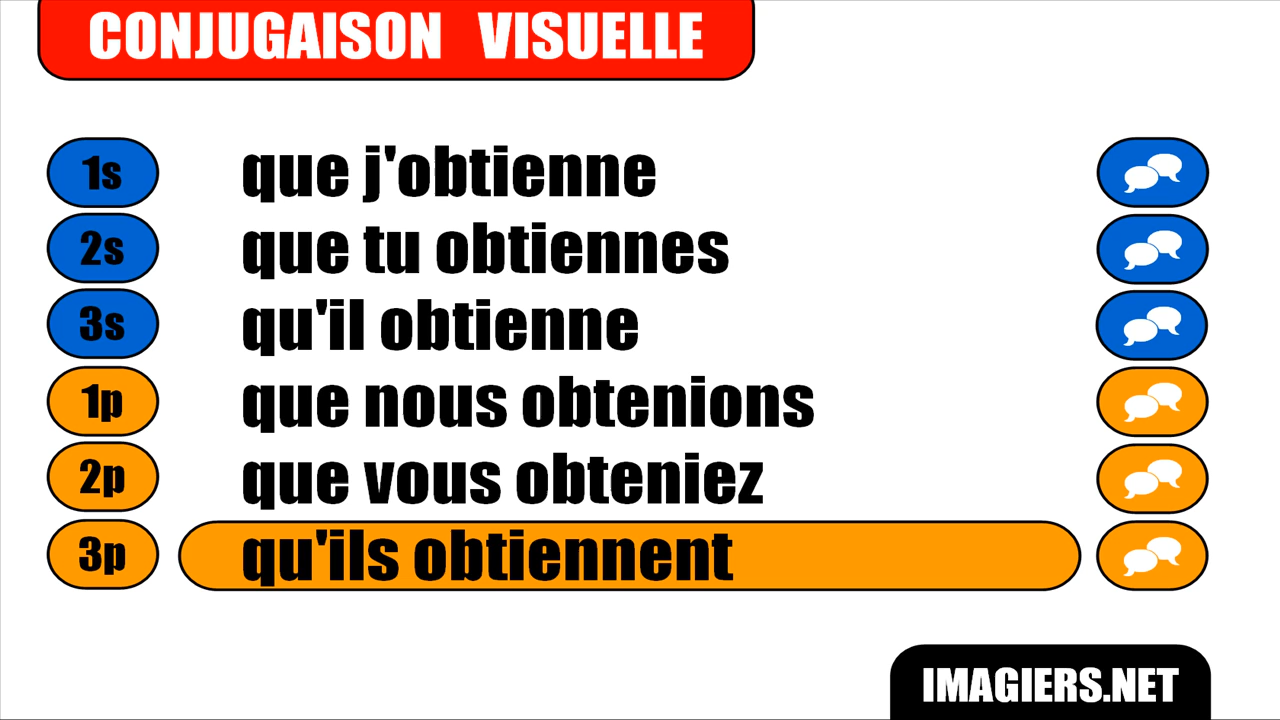 CONJUGAISON VISUELLE
1s que j'obtienne
2s que tu obtiennes
3s qu'il obtienne
1p que nous obtenions
2p que vous obteniez
3p qu'ils obtiennent
IMAGIERS.NET